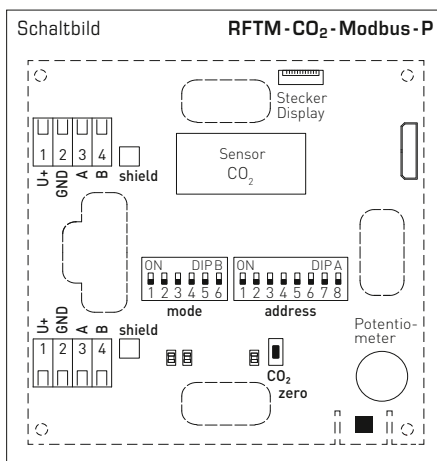 Schaltbild RFTM-CO₂-Modbus-P
Stecker
Display
Sensor
CO₂
1 2 3 4
U+ GND A B shield
ON DIP B
1 2 3 4 5 6
mode
ON DIP A
1 2 3 4 5 6 7 8
address
U+ GND A B shield
1 2 3 4
Potentio-
meter
CO₂
zero